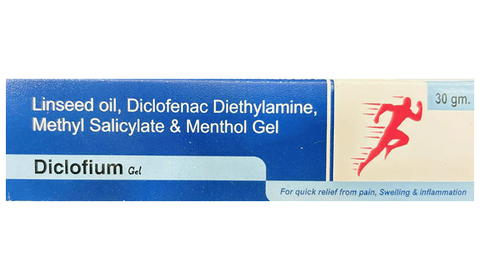 Linseed oil, Diclofenac Diethylamine,
Methyl Salicylate & Menthol Gel
30 gm.
Diclofium Gel
For quick relief from pain, Swelling & inflammation